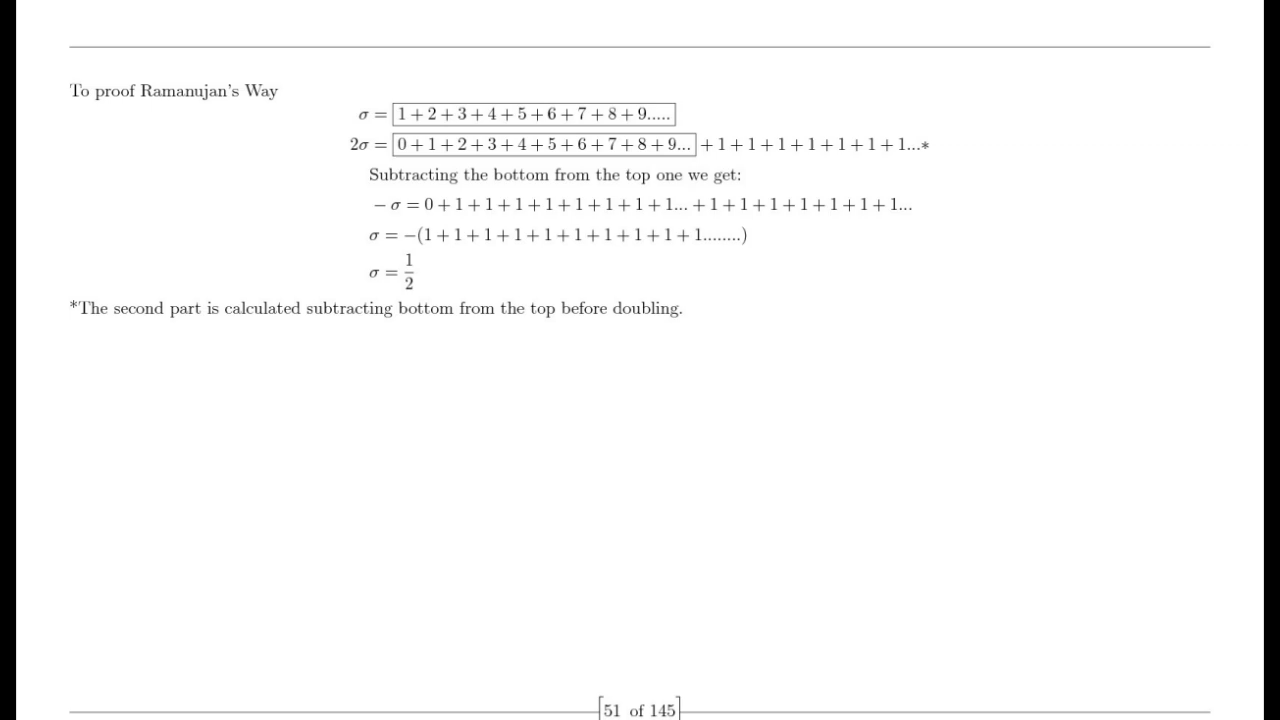 To proof Ramanujan's Way
σ = 1 + 2 + 3 + 4 + 5 + 6 + 7 + 8 + 9.....
2σ = 0 + 1 + 2 + 3 + 4 + 5 + 6 + 7 + 8 + 9... + 1 + 1 + 1 + 1 + 1 + 1 + 1...*
Subtracting the bottom from the top one we get:
− σ = 0 + 1 + 1 + 1 + 1 + 1 + 1 + 1 + 1... + 1 + 1 + 1 + 1 + 1 + 1 + 1...
σ = −(1 + 1 + 1 + 1 + 1 + 1 + 1 + 1 + 1 + 1........)
σ = 1/2
*The second part is calculated subtracting bottom from the top before doubling.
51 of 145